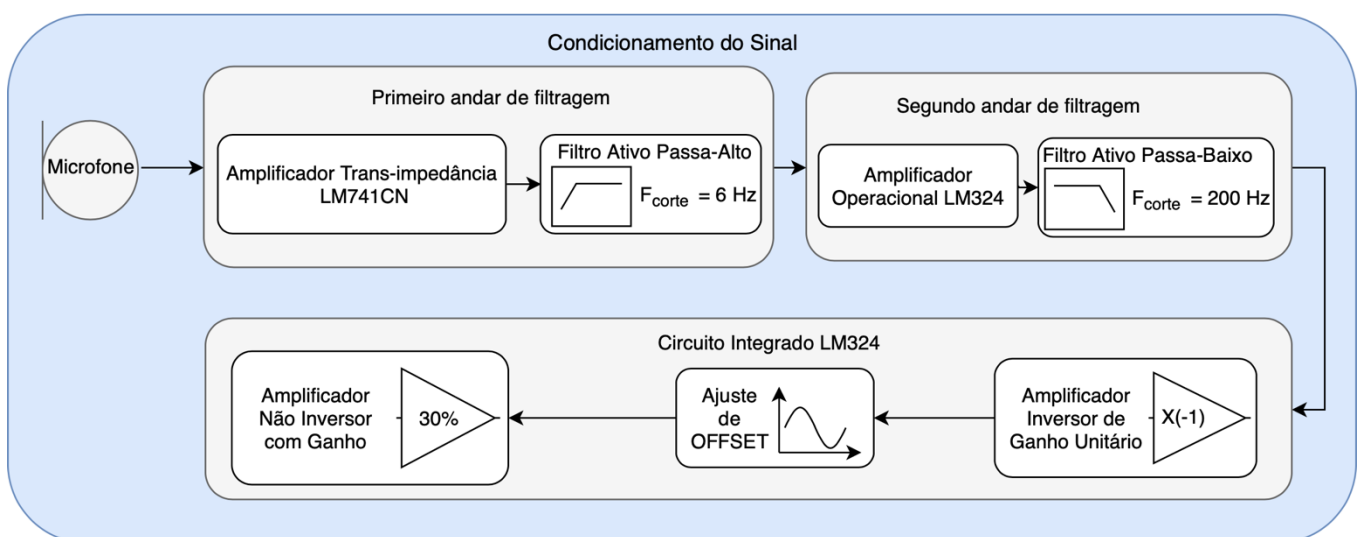 Condicionamento do Sinal
Microfone
Primeiro andar de filtragem
Amplificador Trans-impedância
LM741CN
Filtro Ativo Passa-Alto
F_corte = 6 Hz
Segundo andar de filtragem
Amplificador
Operacional LM324
Filtro Ativo Passa-Baixo
F_corte = 200 Hz
Circuito Integrado LM324
Amplificador
Não Inversor
com Ganho
30%
Ajuste
de
OFFSET
Amplificador
Inversor de
Ganho Unitário
X(-1)